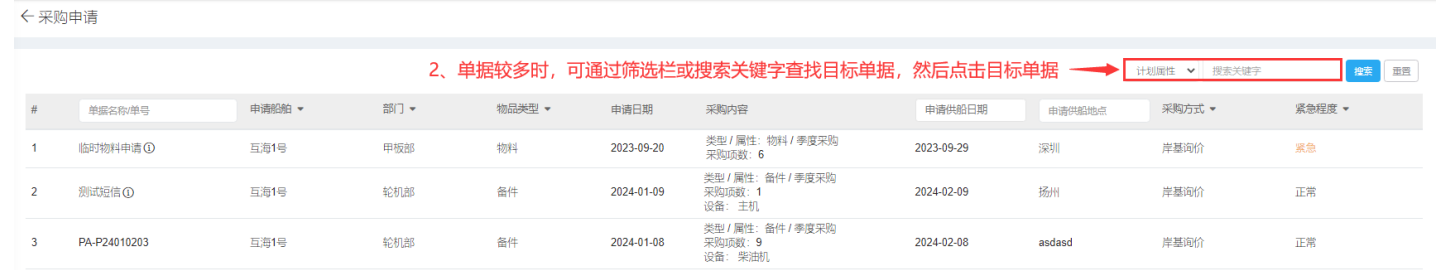 ← 采购申请
2、单据较多时，可通过筛选栏或搜索关键字查找目标单据，然后点击目标单据
计划属性 搜索关键字 搜索 重置
# 单据名称/单号 申请船舶 部门 物品类型 申请日期 采购内容 申请供船日期 申请供船地点 采购方式 紧急程度
1 临时物料申请 互海1号 甲板部 物料 2023-09-20 类型 / 属性：物料 / 季度采购 2023-09-29 深圳 岸基询价 紧急
采购项数：6
2 测试短信 互海1号 轮机部 备件 2024-01-09 类型 / 属性：备件 / 季度采购 2024-02-09 扬州 岸基询价 正常
采购项数：1
设备：主机
3 PA-P24010203 互海1号 轮机部 备件 2024-01-08 类型 / 属性：备件 / 季度采购 2024-02-08 asdasd 岸基询价 正常
采购项数：9
设备：柴油机